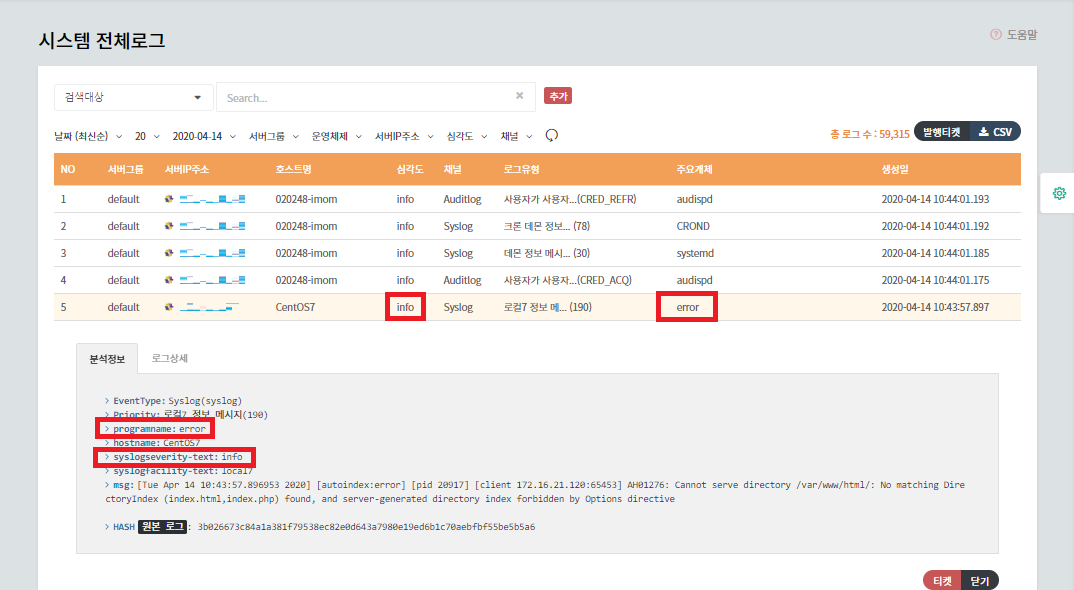 시스템 전체로그
도움말
검색대상 Search... 추가
날짜 (최신순) 20 2020-04-14 서버그룹 운영체제 서버IP주소 심각도 채널 총 로그 수 : 59,315 발행티켓 CSV
NO 서버그룹 서버IP주소 호스트명 심각도 채널 로그유형 주요개체 생성일
1 default 020248-imom info Auditlog 사용자가 사용자...(CRED_REFR) audispd 2020-04-14 10:44:01.193
2 default 020248-imom info Syslog 크론 데몬 정보... (78) CROND 2020-04-14 10:44:01.192
3 default 020248-imom info Syslog 데몬 정보 메시... (30) systemd 2020-04-14 10:44:01.185
4 default 020248-imom info Auditlog 사용자가 사용자...(CRED_ACQ) audispd 2020-04-14 10:44:01.175
5 default CentOS7 info Syslog 로컬7 정보 메... (190) error 2020-04-14 10:43:57.897
분석정보 로그상세
EventType: Syslog(syslog)
Priority: 로컬7 정보 메시지(190)
programname: error
hostname: CentOS7
syslogseverity-text: info
syslogfacility-text: local7
msg: [Tue Apr 14 10:43:57.896953 2020] [autoindex:error] [pid 20917] [client 172.16.21.120:65453] AH01276: Cannot serve directory /var/www/html/: No matching Dire
ctoryIndex (index.html,index.php) found, and server-generated directory index forbidden by Options directive
HASH 원본 로그 : 3b026673c84a1a381f79538ec82e0d643a7980e19ed6b1c70aebfbf55be5b5a6
티켓 닫기